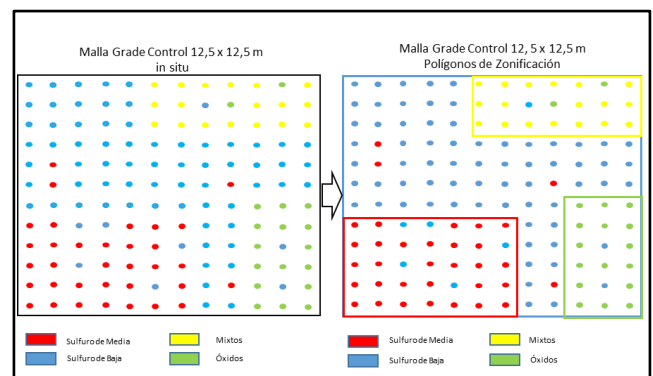 Malla Grade Control 12,5 x 12,5 m
in situ
Malla Grade Control 12, 5 x 12,5 m
Polígonos de Zonificación
Sulfuro de Media
Mixtos
Sulfuro de Baja
Óxidos
Sulfuro de Media
Mixtos
Sulfuro de Baja
Óxidos